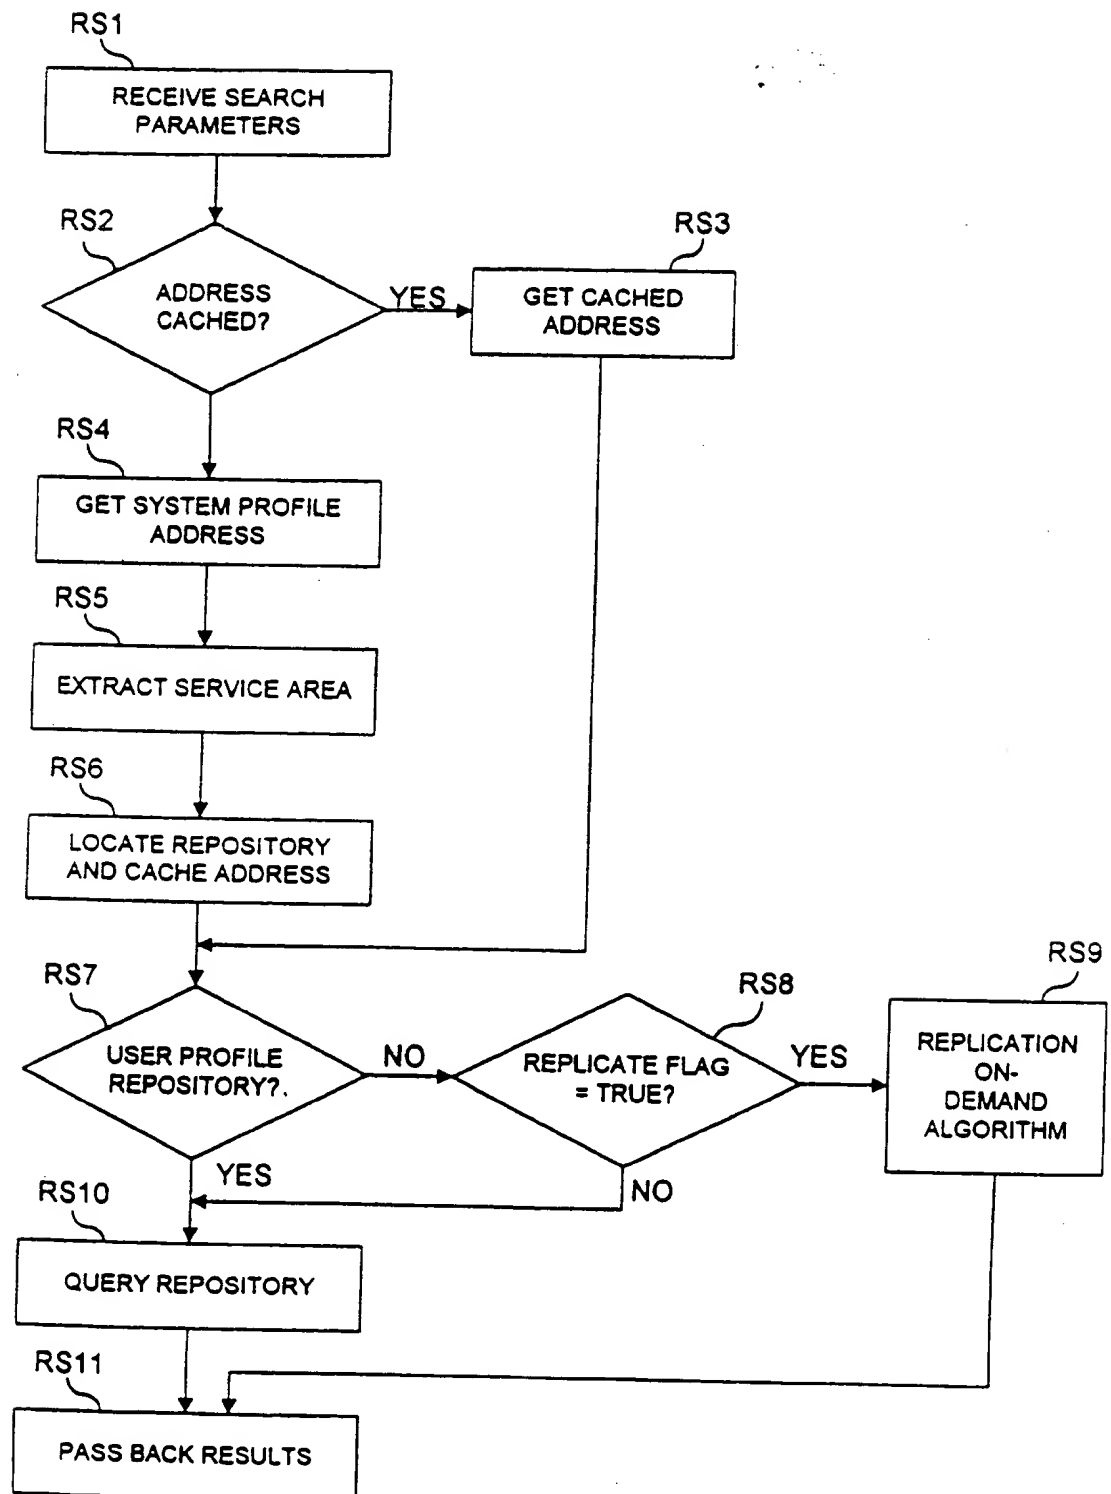 RS1
RECEIVE SEARCH
PARAMETERS
RS2
ADDRESS
CACHED?
YES
RS3
GET CACHED
ADDRESS
RS4
GET SYSTEM PROFILE
ADDRESS
RS5
EXTRACT SERVICE AREA
RS6
LOCATE REPOSITORY
AND CACHE ADDRESS
RS7
USER PROFILE
REPOSITORY?.
NO
RS8
REPLICATE FLAG
= TRUE?
YES
RS9
REPLICATION
ON-
DEMAND
ALGORITHM
YES
NO
RS10
QUERY REPOSITORY
RS11
PASS BACK RESULTS